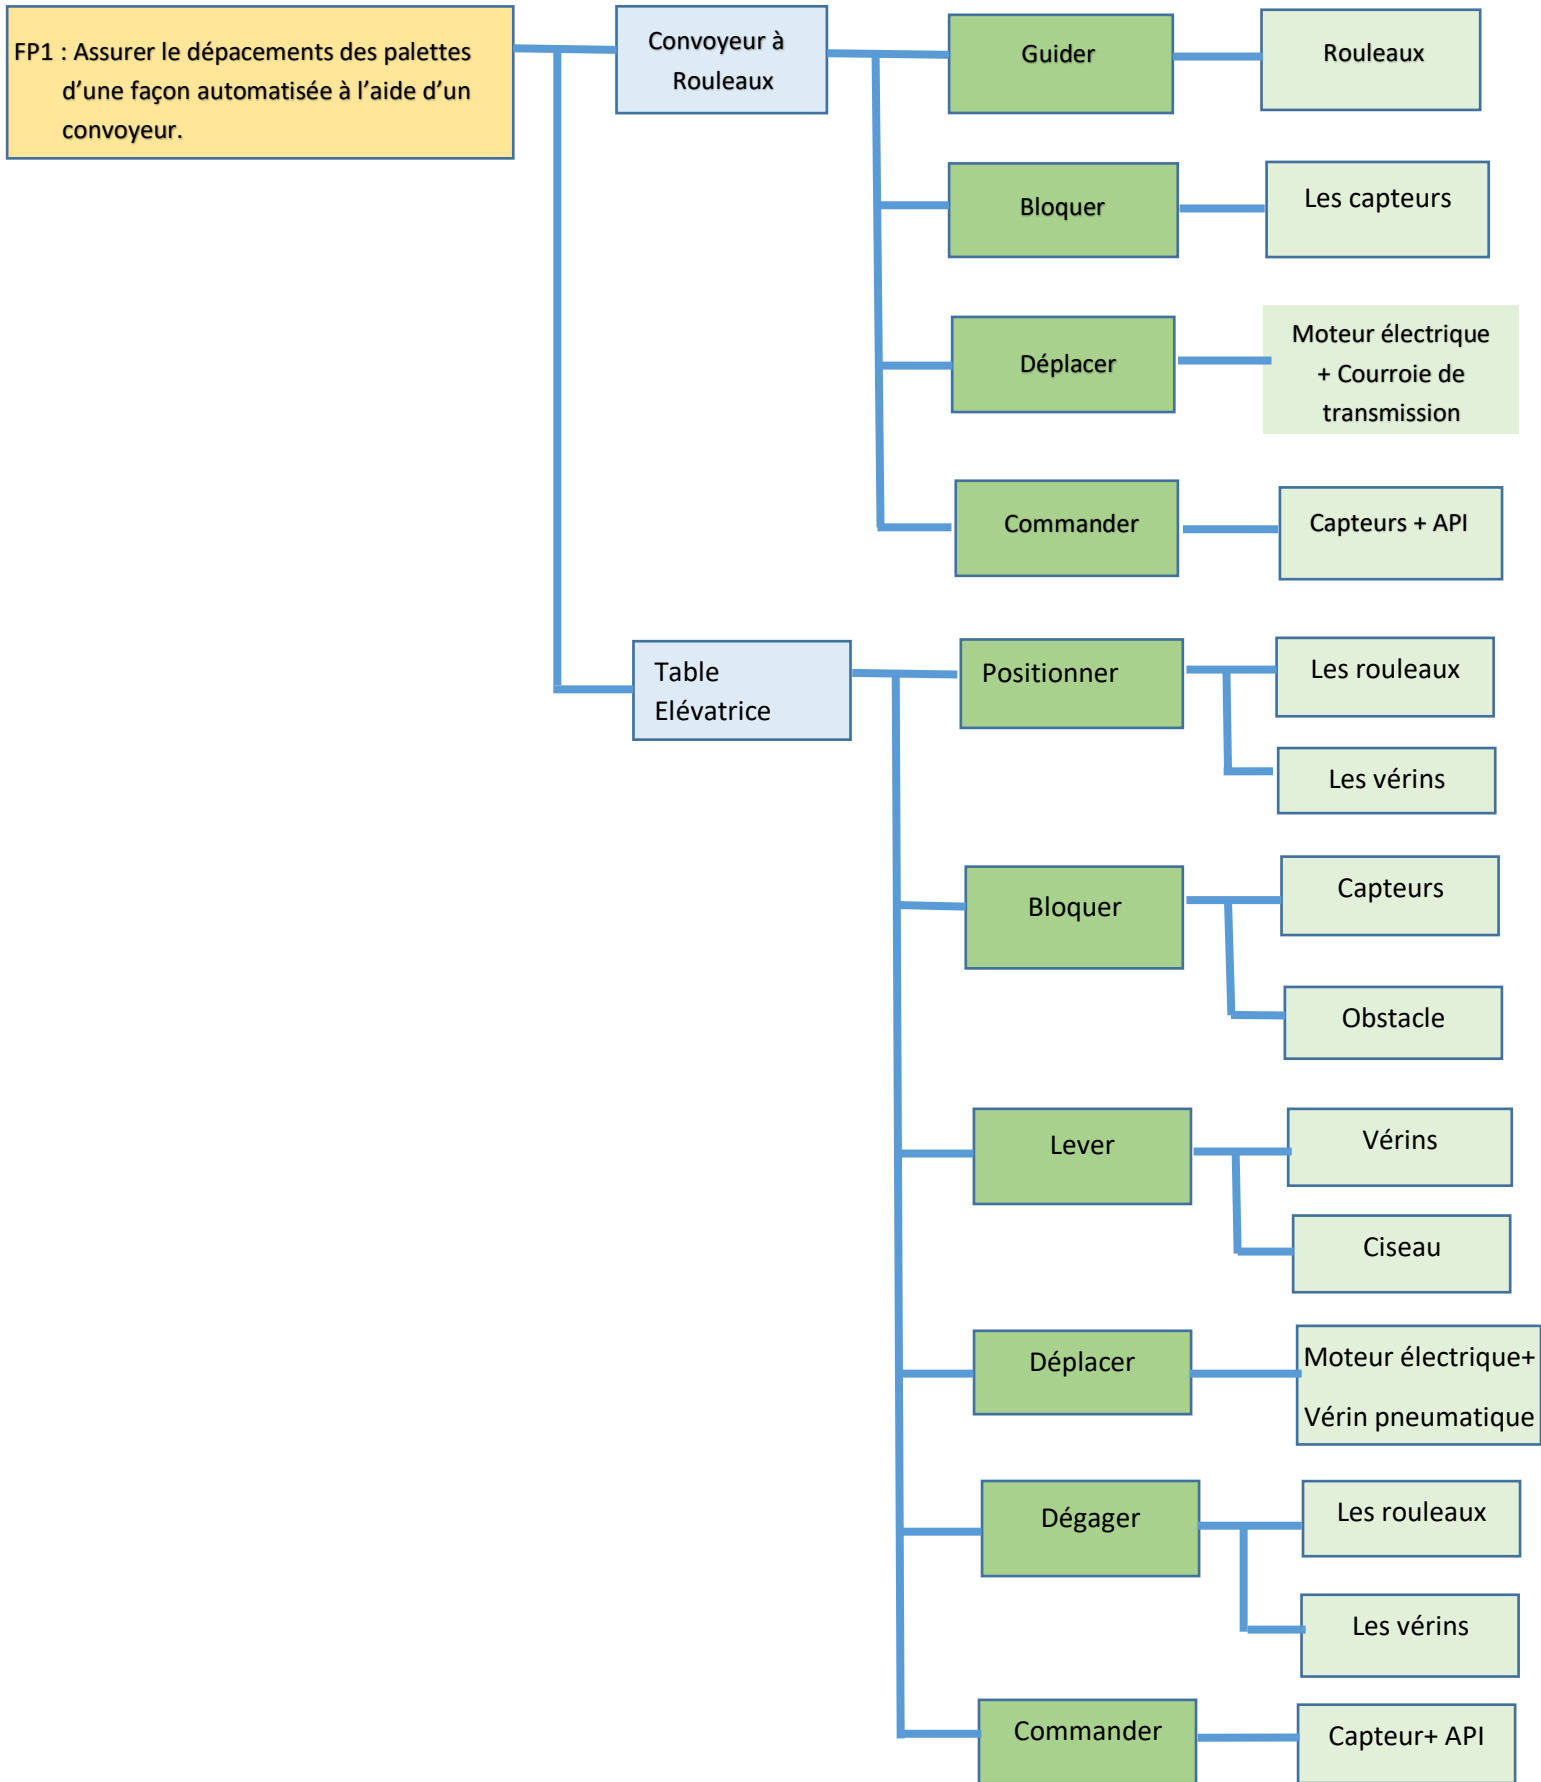 FP1 : Assurer le dépacements des palettes
d’une façon automatisée à l’aide d’un
convoyeur.
Convoyeur à
Rouleaux
Guider
Rouleaux
Bloquer
Les capteurs
Déplacer
Moteur électrique
+ Courroie de
transmission
Commander
Capteurs + API
Table
Elévatrice
Positionner
Les rouleaux
Les vérins
Bloquer
Capteurs
Obstacle
Lever
Vérins
Ciseau
Déplacer
Moteur électrique+
Vérin pneumatique
Dégager
Les rouleaux
Les vérins
Commander
Capteur+ API